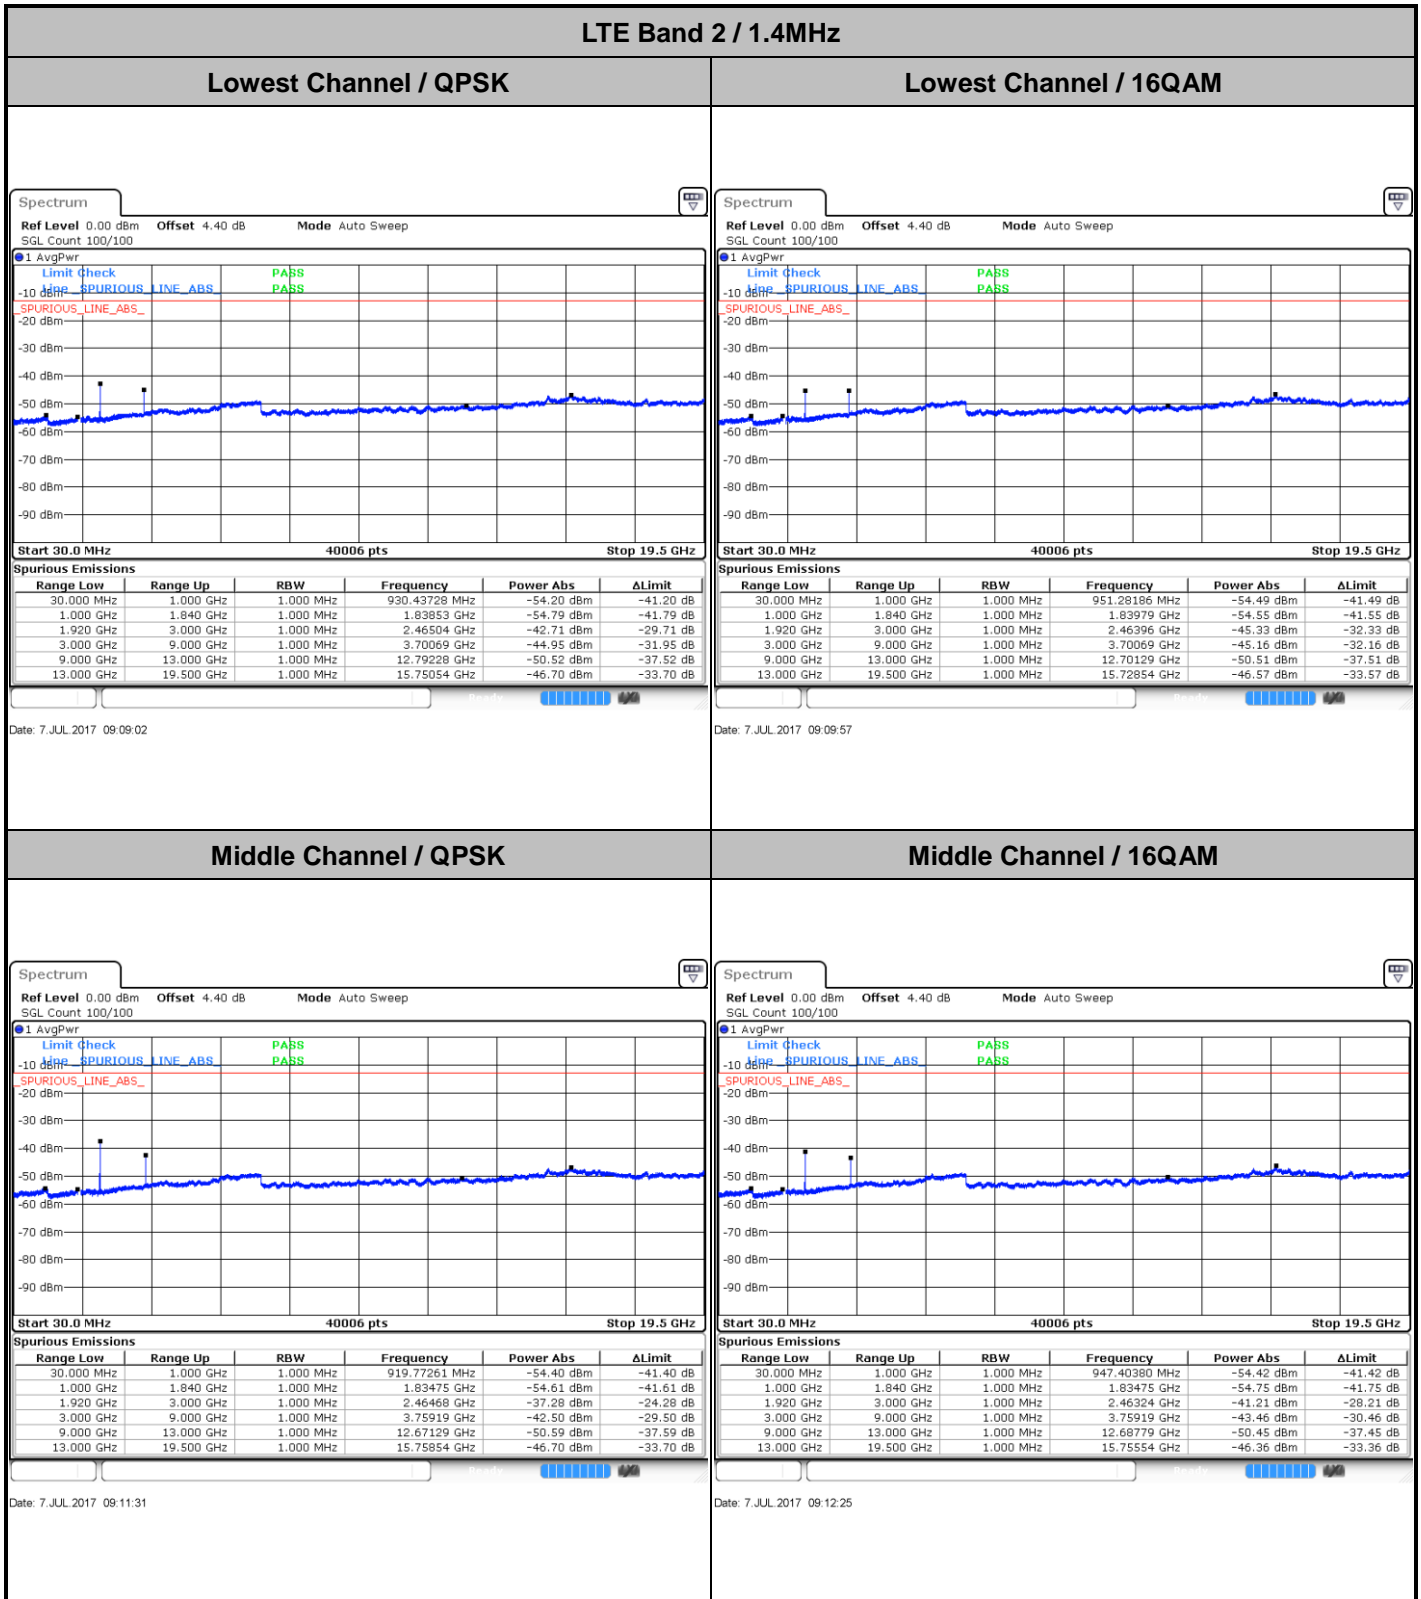 LTE Band 2 / 1.4MHz
Lowest Channel / QPSK
Lowest Channel / 16QAM
Spectrum
Ref Level 0.00 dBm Offset 4.40 dB Mode Auto Sweep
SGL Count 100/100
1 AvgPwr
Limit Check PASS
Line _SPURIOUS_LINE_ABS_ PASS
-10 dBm
_SPURIOUS_LINE_ABS_
-20 dBm
-30 dBm
-40 dBm
-50 dBm
-60 dBm
-70 dBm
-80 dBm
-90 dBm
Start 30.0 MHz 40006 pts Stop 19.5 GHz
Spurious Emissions
Range Low Range Up RBW Frequency Power Abs ΔLimit
30.000 MHz 1.000 GHz 1.000 MHz 930.43728 MHz -54.20 dBm -41.20 dB
1.000 GHz 1.840 GHz 1.000 MHz 1.83853 GHz -54.79 dBm -41.79 dB
1.920 GHz 3.000 GHz 1.000 MHz 2.46504 GHz -42.71 dBm -29.71 dB
3.000 GHz 9.000 GHz 1.000 MHz 3.70069 GHz -44.95 dBm -31.95 dB
9.000 GHz 13.000 GHz 1.000 MHz 12.79228 GHz -50.52 dBm -37.52 dB
13.000 GHz 19.500 GHz 1.000 MHz 15.75054 GHz -46.70 dBm -33.70 dB
Date: 7.JUL.2017 09:09:02
Spectrum
Ref Level 0.00 dBm Offset 4.40 dB Mode Auto Sweep
SGL Count 100/100
1 AvgPwr
Limit Check PASS
Line _SPURIOUS_LINE_ABS_ PASS
-10 dBm
_SPURIOUS_LINE_ABS_
-20 dBm
-30 dBm
-40 dBm
-50 dBm
-60 dBm
-70 dBm
-80 dBm
-90 dBm
Start 30.0 MHz 40006 pts Stop 19.5 GHz
Spurious Emissions
Range Low Range Up RBW Frequency Power Abs ΔLimit
30.000 MHz 1.000 GHz 1.000 MHz 951.28186 MHz -54.49 dBm -41.49 dB
1.000 GHz 1.840 GHz 1.000 MHz 1.83979 GHz -54.55 dBm -41.55 dB
1.920 GHz 3.000 GHz 1.000 MHz 2.46396 GHz -45.33 dBm -32.33 dB
3.000 GHz 9.000 GHz 1.000 MHz 3.70069 GHz -45.16 dBm -32.16 dB
9.000 GHz 13.000 GHz 1.000 MHz 12.70129 GHz -50.51 dBm -37.51 dB
13.000 GHz 19.500 GHz 1.000 MHz 15.72854 GHz -46.57 dBm -33.57 dB
Date: 7.JUL.2017 09:09:57
Middle Channel / QPSK
Middle Channel / 16QAM
Spectrum
Ref Level 0.00 dBm Offset 4.40 dB Mode Auto Sweep
SGL Count 100/100
1 AvgPwr
Limit Check PASS
Line _SPURIOUS_LINE_ABS_ PASS
-10 dBm
_SPURIOUS_LINE_ABS_
-20 dBm
-30 dBm
-40 dBm
-50 dBm
-60 dBm
-70 dBm
-80 dBm
-90 dBm
Start 30.0 MHz 40006 pts Stop 19.5 GHz
Spurious Emissions
Range Low Range Up RBW Frequency Power Abs ΔLimit
30.000 MHz 1.000 GHz 1.000 MHz 919.77261 MHz -54.40 dBm -41.40 dB
1.000 GHz 1.840 GHz 1.000 MHz 1.83475 GHz -54.61 dBm -41.61 dB
1.920 GHz 3.000 GHz 1.000 MHz 2.46468 GHz -37.28 dBm -24.28 dB
3.000 GHz 9.000 GHz 1.000 MHz 3.75919 GHz -42.50 dBm -29.50 dB
9.000 GHz 13.000 GHz 1.000 MHz 12.67129 GHz -50.59 dBm -37.59 dB
13.000 GHz 19.500 GHz 1.000 MHz 15.75854 GHz -46.70 dBm -33.70 dB
Date: 7.JUL.2017 09:11:31
Spectrum
Ref Level 0.00 dBm Offset 4.40 dB Mode Auto Sweep
SGL Count 100/100
1 AvgPwr
Limit Check PASS
Line _SPURIOUS_LINE_ABS_ PASS
-10 dBm
_SPURIOUS_LINE_ABS_
-20 dBm
-30 dBm
-40 dBm
-50 dBm
-60 dBm
-70 dBm
-80 dBm
-90 dBm
Start 30.0 MHz 40006 pts Stop 19.5 GHz
Spurious Emissions
Range Low Range Up RBW Frequency Power Abs ΔLimit
30.000 MHz 1.000 GHz 1.000 MHz 947.40380 MHz -54.42 dBm -41.42 dB
1.000 GHz 1.840 GHz 1.000 MHz 1.83475 GHz -54.75 dBm -41.75 dB
1.920 GHz 3.000 GHz 1.000 MHz 2.46324 GHz -41.21 dBm -28.21 dB
3.000 GHz 9.000 GHz 1.000 MHz 3.75919 GHz -43.46 dBm -30.46 dB
9.000 GHz 13.000 GHz 1.000 MHz 12.68779 GHz -50.45 dBm -37.45 dB
13.000 GHz 19.500 GHz 1.000 MHz 15.75554 GHz -46.36 dBm -33.36 dB
Date: 7.JUL.2017 09:12:25